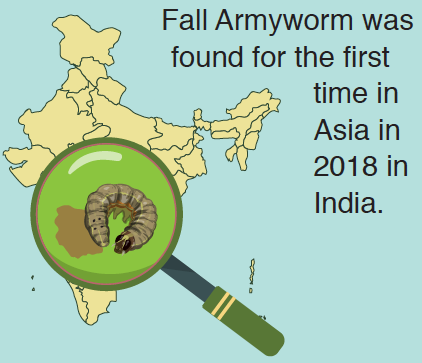 Fall Armyworm was
found for the first
time in
Asia in
2018 in
India.